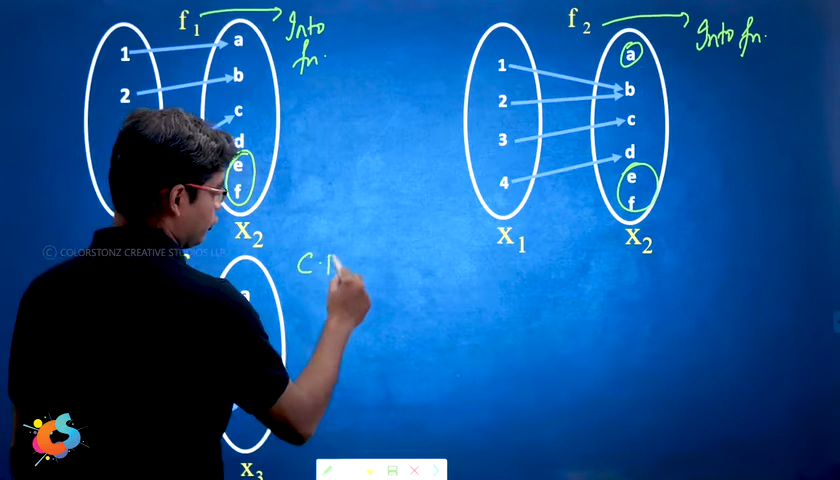 f1 Into
fn.
1 a
2 b
c
d
e
f
X2
f2 Into fn.
1 a
2 b
3 c
4 d
e
f
X1 X2
© COLORSTONZ CREATIVE STUDIOS LLP
C.
a
X3
CS